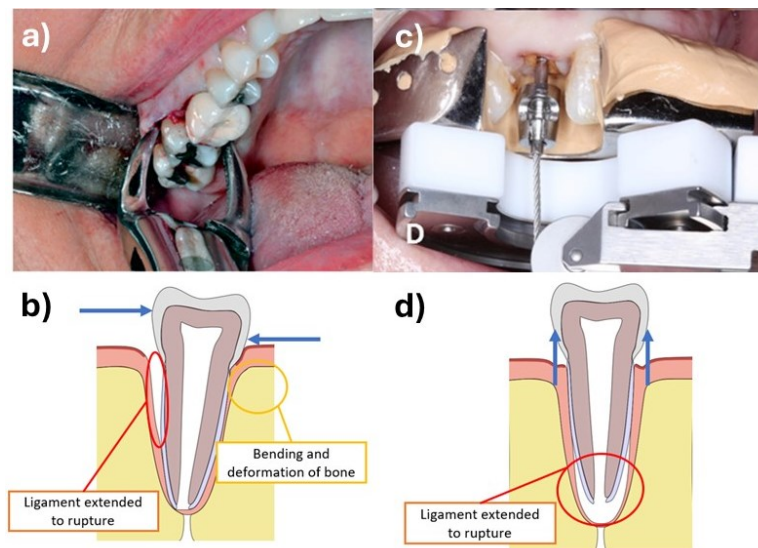 a)
c)
D
b)
d)
Bending and
deformation of bone
Ligament extended
to rupture
Ligament extended
to rupture